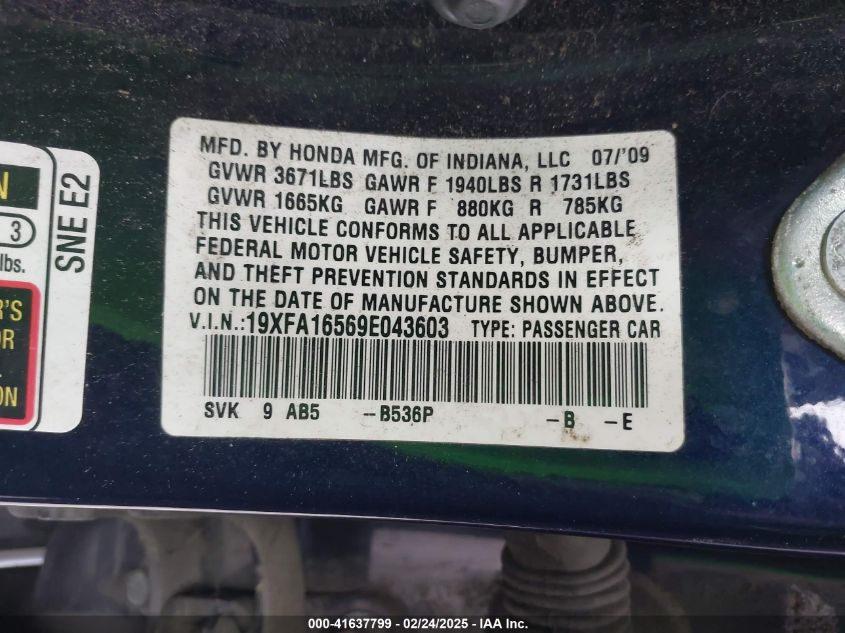 MFD. BY HONDA MFG. OF INDIANA, LLC 07/'09
GVWR 3671LBS GAWR F 1940LBS R 1731LBS
GVWR 1665KG GAWR F 880KG R 785KG
THIS VEHICLE CONFORMS TO ALL APPLICABLE
FEDERAL MOTOR VEHICLE SAFETY, BUMPER,
AND THEFT PREVENTION STANDARDS IN EFFECT
ON THE DATE OF MANUFACTURE SHOWN ABOVE.
V.I.N.:19XFA16569E043603 TYPE: PASSENGER CAR
SVK 9 AB5 --B536P -B -E
N
3
lbs.
SNE E2
R'S
OR
ON
000-41637799 - 02/24/2025 - IAA Inc.